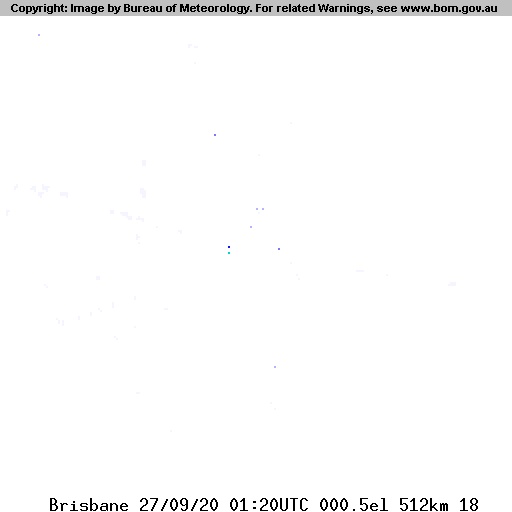 Copyright: Image by Bureau of Meteorology. For related Warnings, see www.bom.gov.au
Brisbane 27/09/20 01:20UTC 000.5el 512km 18